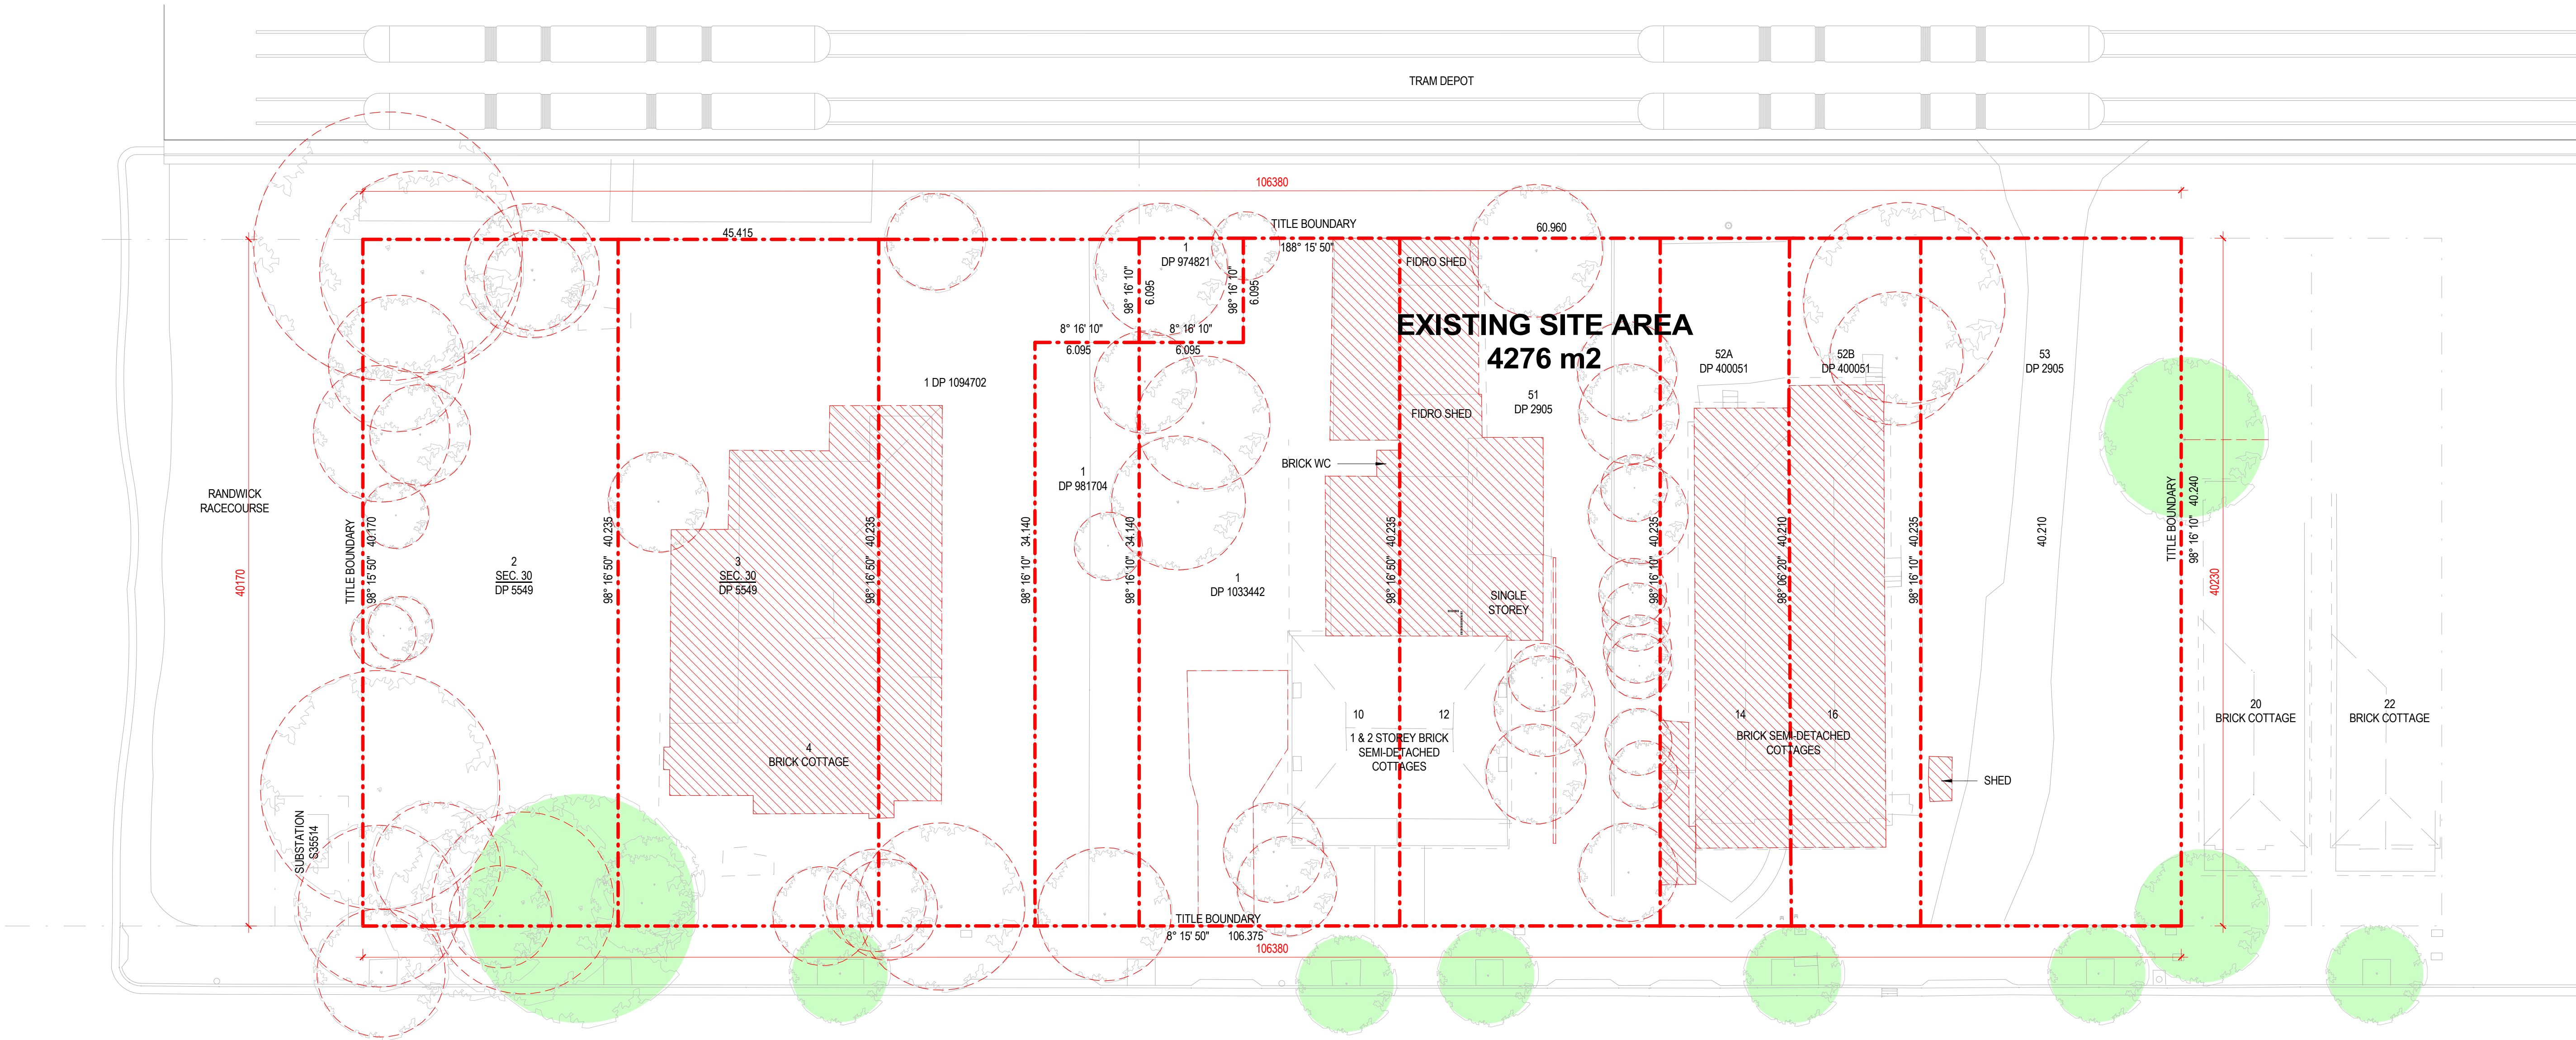 TRAM DEPOT
106380
TITLE BOUNDARY
45.415
188° 15' 50"
60.960
1
DP 974821
98° 16' 10"
6.095
98° 16' 10"
6.095
FIDRO SHED
EXISTING SITE AREA
4276 m2
8° 16' 10"
6.095
8° 16' 10"
6.095
1 DP 1094702
52A
DP 400051
52B
DP 400051
53
DP 2905
51
DP 2905
FIDRO SHED
BRICK WC
1
DP 981704
RANDWICK
RACECOURSE
40170
TITLE BOUNDARY
98° 15' 50" 40.170
2
SEC. 30
DP 5549
98° 16' 50" 40.235
3
SEC. 30
DP 5549
98° 16' 50" 40.235
98° 16' 10" 34.140
98° 16' 10" 34.140
1
DP 1033442
98° 16' 50" 40.235
SINGLE
STOREY
98° 16' 10" 40.235
98° 06' 20" 40.210
98° 16' 10" 40.235
40.210
TITLE BOUNDARY
98° 16' 10" 40.240
40230
4
BRICK COTTAGE
10
12
1 & 2 STOREY BRICK
SEMI-DETACHED
COTTAGES
14
16
BRICK SEMI-DETACHED
COTTAGES
SHED
20
BRICK COTTAGE
22
BRICK COTTAGE
SUBSTATION
S35514
TITLE BOUNDARY
8° 15' 50"
106.375
106380